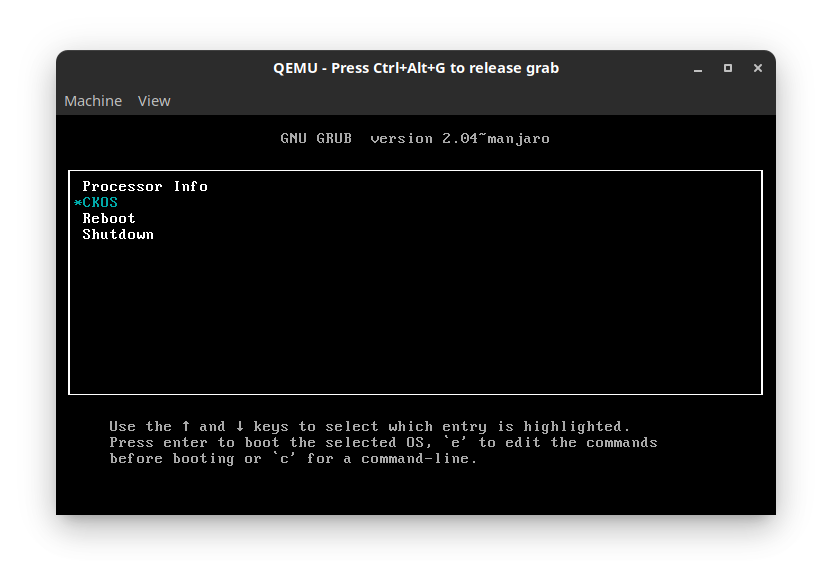 QEMU - Press Ctrl+Alt+G to release grab
Machine View
GNU GRUB  version 2.04~manjaro
Processor Info
*CKOS
Reboot
Shutdown
Use the ↑ and ↓ keys to select which entry is highlighted.
Press enter to boot the selected OS, `e' to edit the commands
before booting or `c' for a command-line.